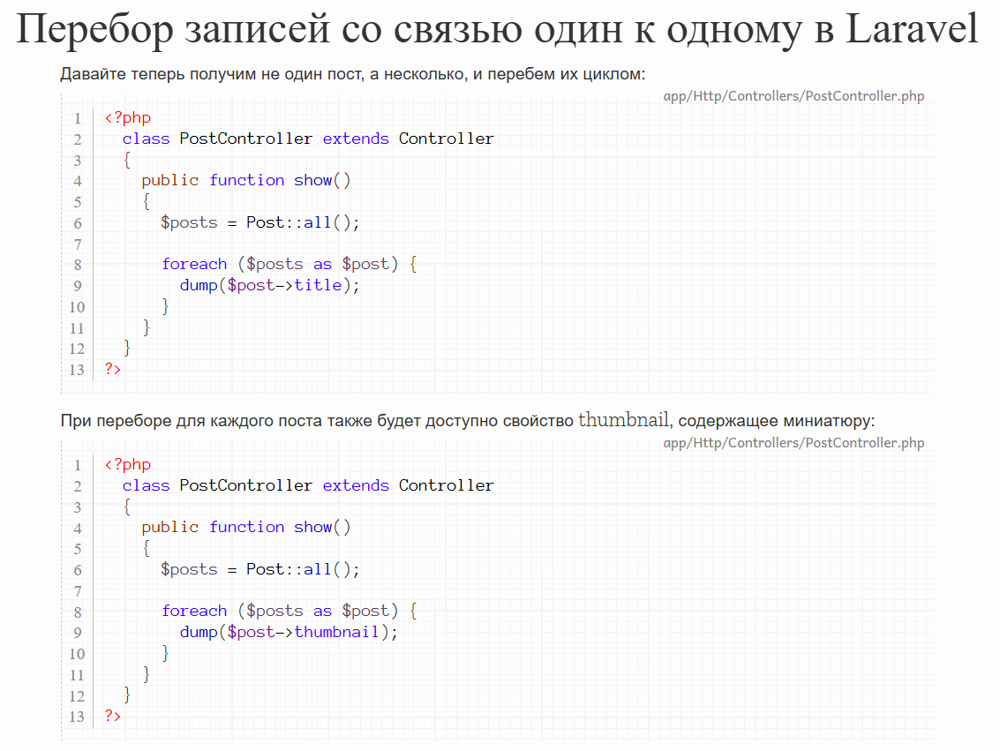 Перебор записей со связью один к одному в Laravel
Давайте теперь получим не один пост, а несколько, и перебем их циклом:
app/Http/Controllers/PostController.php
1 <?php
2 class PostController extends Controller
3 {
4 public function show()
5 {
6 $posts = Post::all();
7
8 foreach ($posts as $post) {
9 dump($post->title);
10 }
11 }
12 }
13 ?>
При переборе для каждого поста также будет доступно свойство thumbnail, содержащее миниатюру:
app/Http/Controllers/PostController.php
1 <?php
2 class PostController extends Controller
3 {
4 public function show()
5 {
6 $posts = Post::all();
7
8 foreach ($posts as $post) {
9 dump($post->thumbnail);
10 }
11 }
12 }
13 ?>